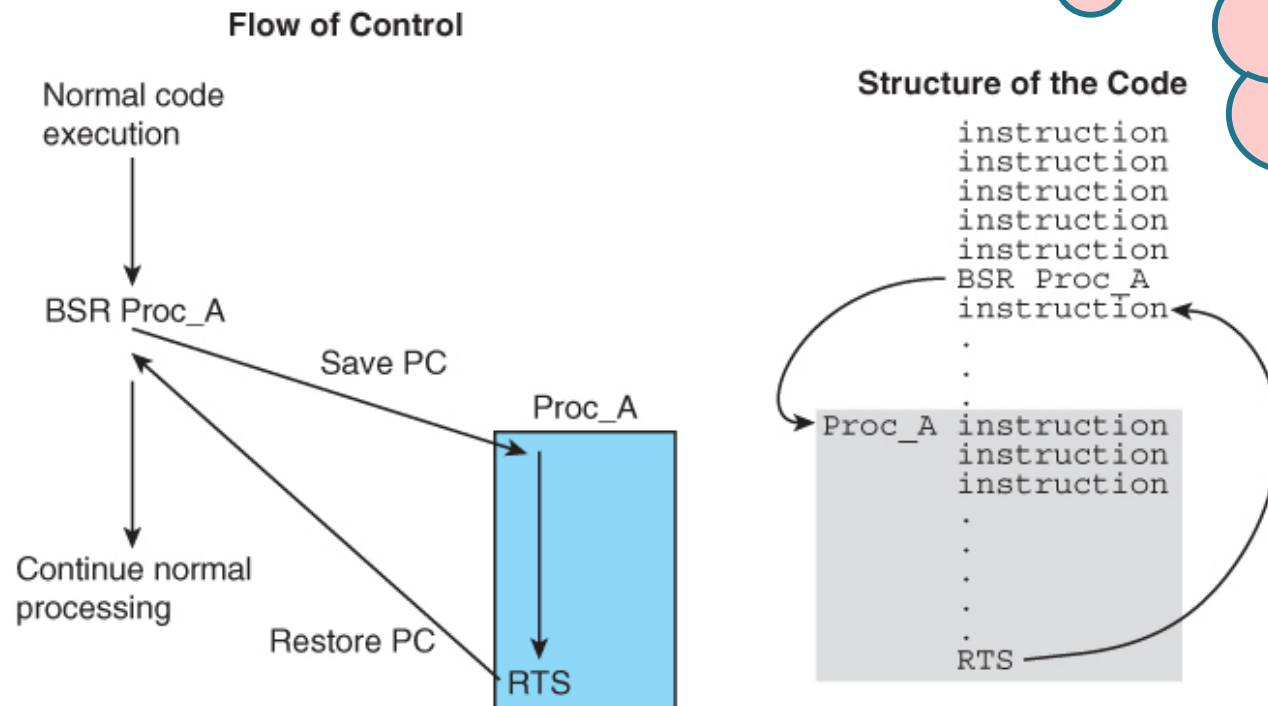 Flow of Control
Normal code
execution
BSR Proc_A
Save PC
Proc_A
Continue normal
processing
Restore PC
RTS
Structure of the Code
instruction
instruction
instruction
instruction
instruction
BSR Proc_A
instruction
.
.
.
Proc_A instruction
instruction
instruction
.
.
.
.
.
RTS